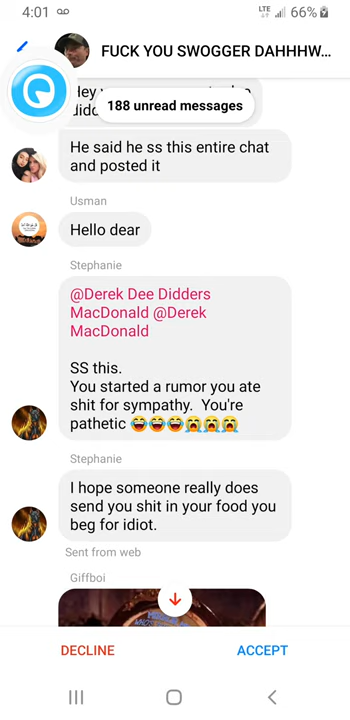 4:01
LTE
66%
FUCK YOU SWOGGER DAHHHW...
188 unread messages
He said he ss this entire chat
and posted it
Usman
Hello dear
Stephanie
@Derek Dee Didders
MacDonald @Derek
MacDonald
SS this.
You started a rumor you ate
shit for sympathy.  You're
pathetic 😂😂😂😭😭😭
Stephanie
I hope someone really does
send you shit in your food you
beg for idiot.
Sent from web
Giffboi
DECLINE
ACCEPT